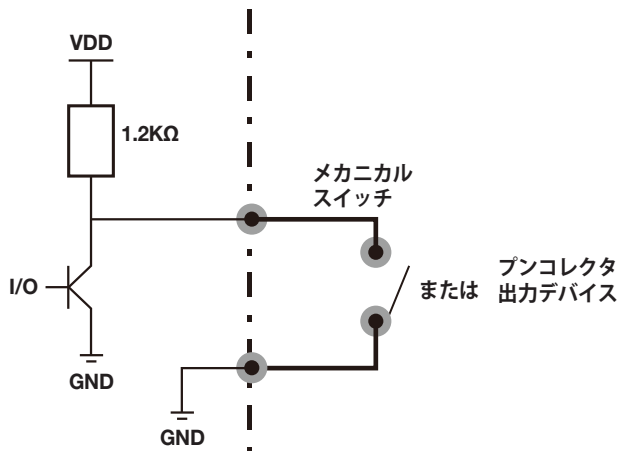 VDD
1.2KΩ
メカニカル
スイッチ
I/O
または
プンコレクタ
出力デバイス
GND
GND